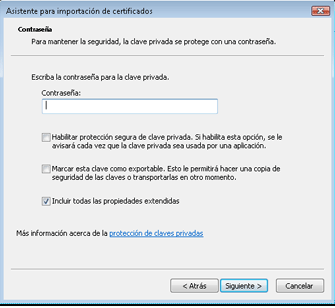 Asistente para importación de certificados
Contraseña
Para mantener la seguridad, la clave privada se protege con una contraseña.
Escriba la contraseña para la clave privada.
Contraseña:
Habilitar protección segura de clave privada. Si habilita esta opción, se le
avisará cada vez que la clave privada sea usada por una aplicación.
Marcar esta clave como exportable. Esto le permitirá hacer una copia de
seguridad de las claves o transportarlas en otro momento.
Incluir todas las propiedades extendidas
Más información acerca de la protección de claves privadas
< Atrás
Siguiente >
Cancelar